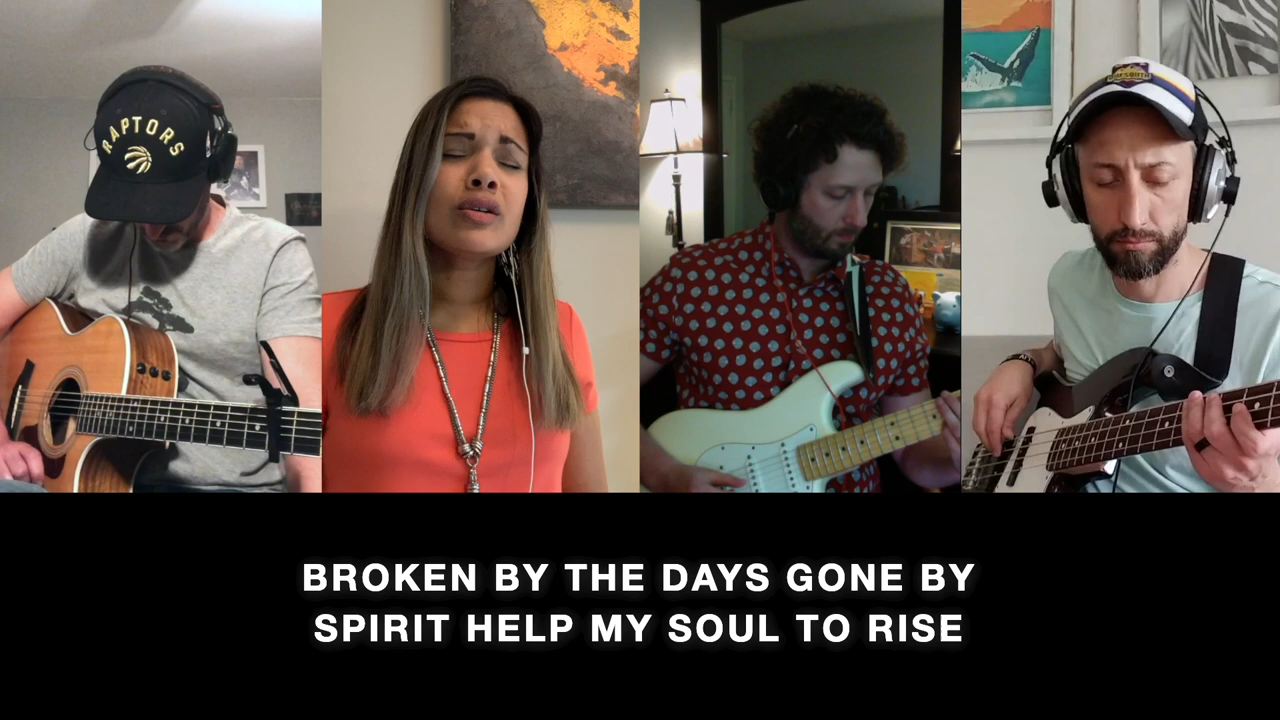 RAPTORS
BROKEN BY THE DAYS GONE BY
SPIRIT HELP MY SOUL TO RISE